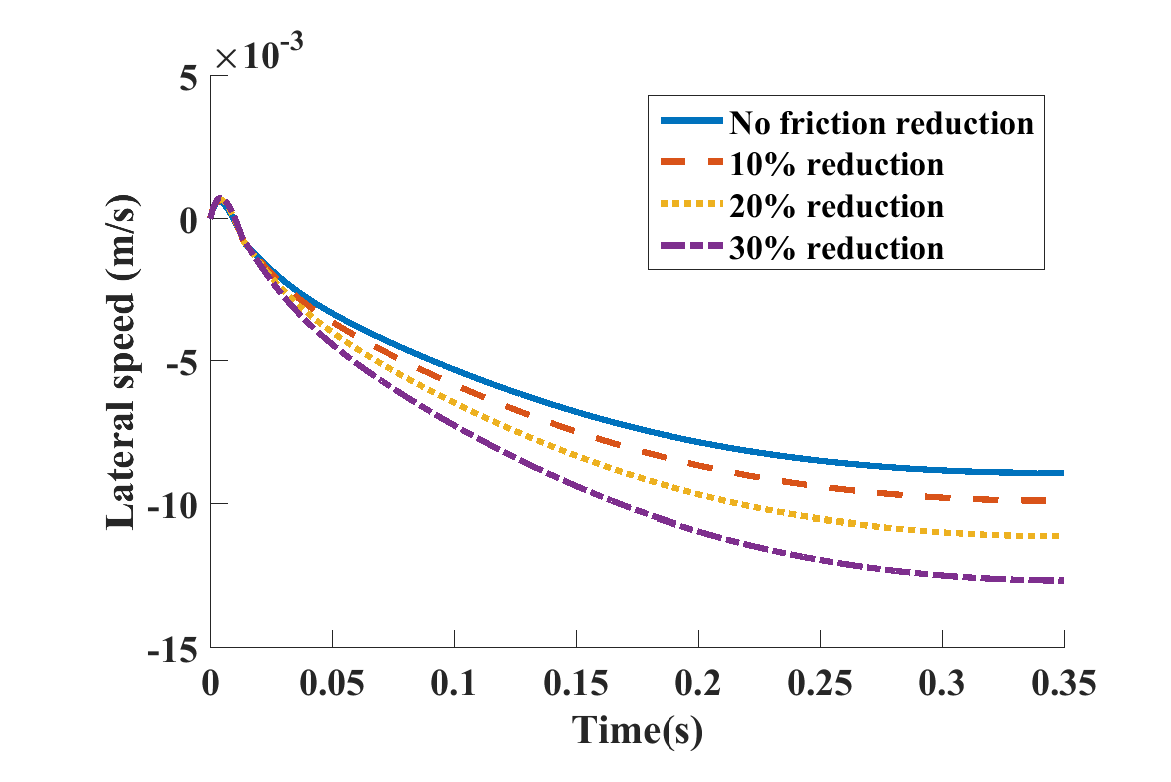 ×10-3
5
0
-5
-10
-15
Lateral speed (m/s)
No friction reduction
10% reduction
20% reduction
30% reduction
0 0.05 0.1 0.15 0.2 0.25 0.3 0.35
Time(s)